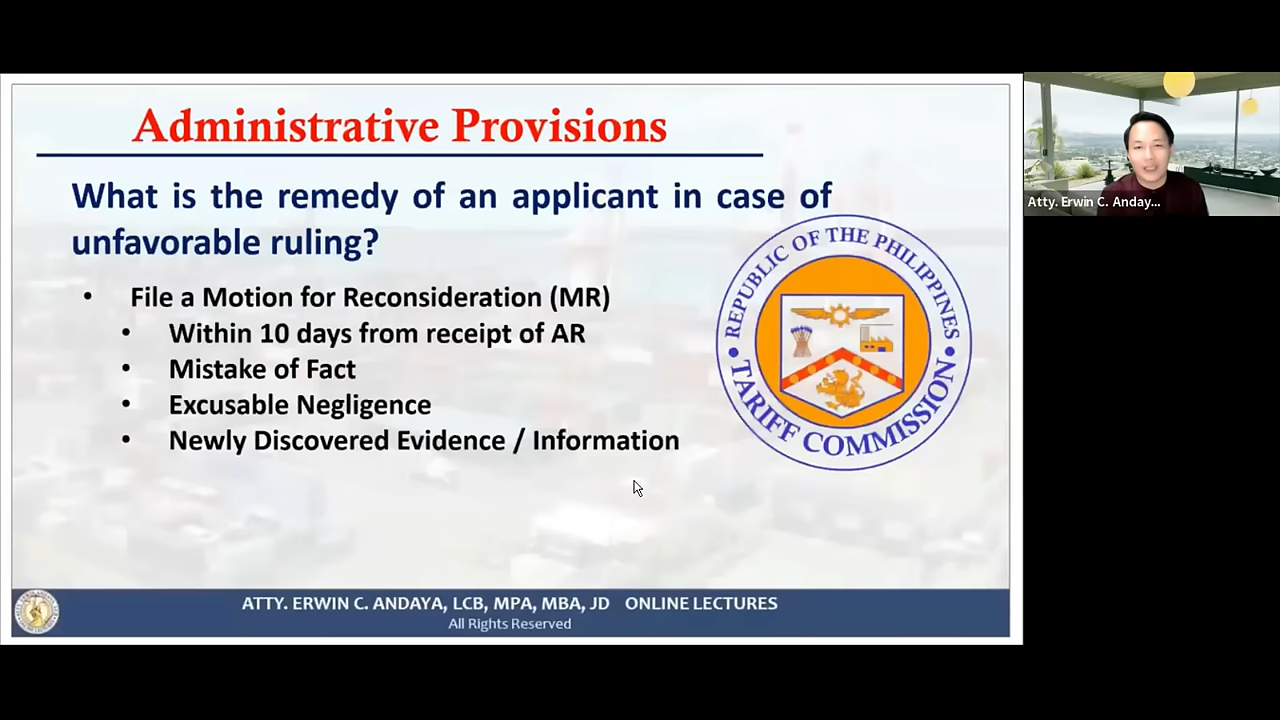 Administrative Provisions
What is the remedy of an applicant in case of
unfavorable ruling?
• File a Motion for Reconsideration (MR)
• Within 10 days from receipt of AR
• Mistake of Fact
• Excusable Negligence
• Newly Discovered Evidence / Information
REPUBLIC OF THE PHILIPPINES
TARIFF COMMISSION
ATTY. ERWIN C. ANDAYA, LCB, MPA, MBA, JD ONLINE LECTURES
All Rights Reserved
Atty. Erwin C. Anday...